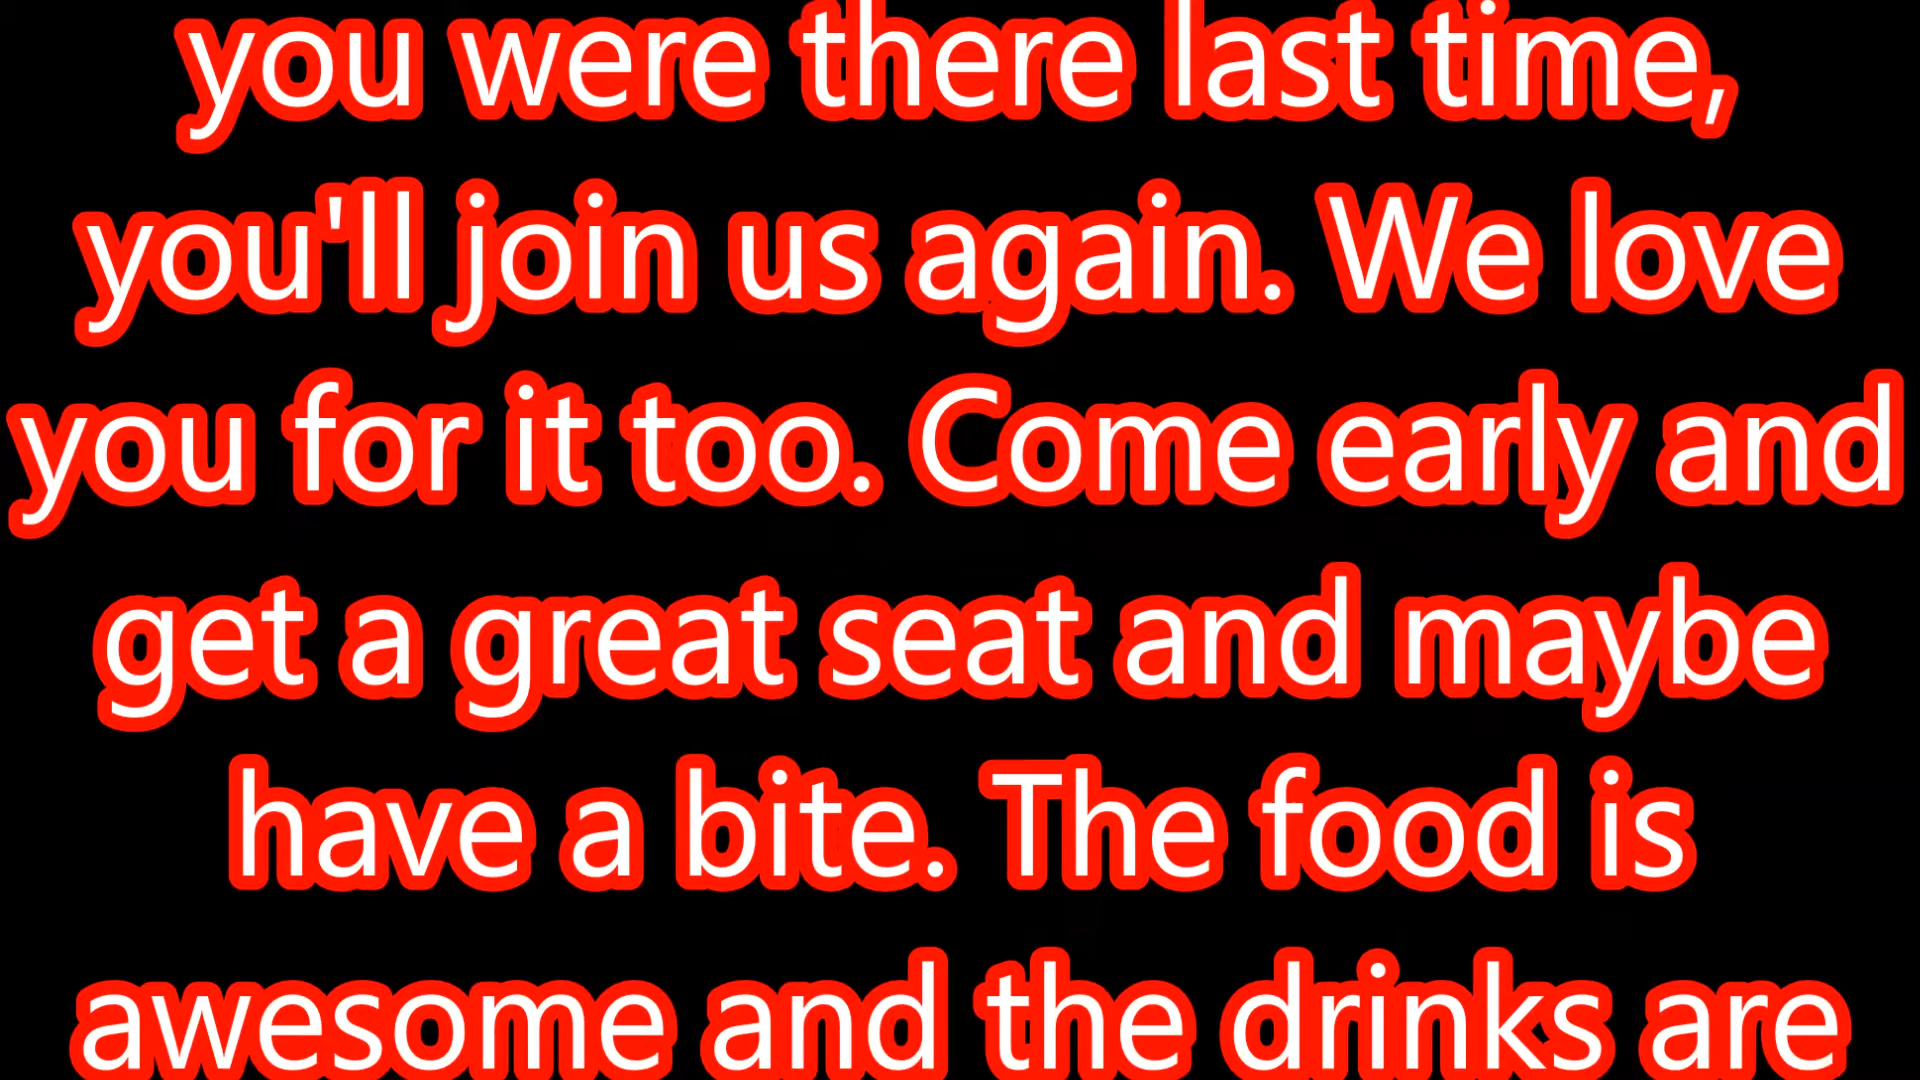 you were there last time,
you'll join us again. We love
you for it too. Come early and
get a great seat and maybe
have a bite. The food is
awesome and the drinks are